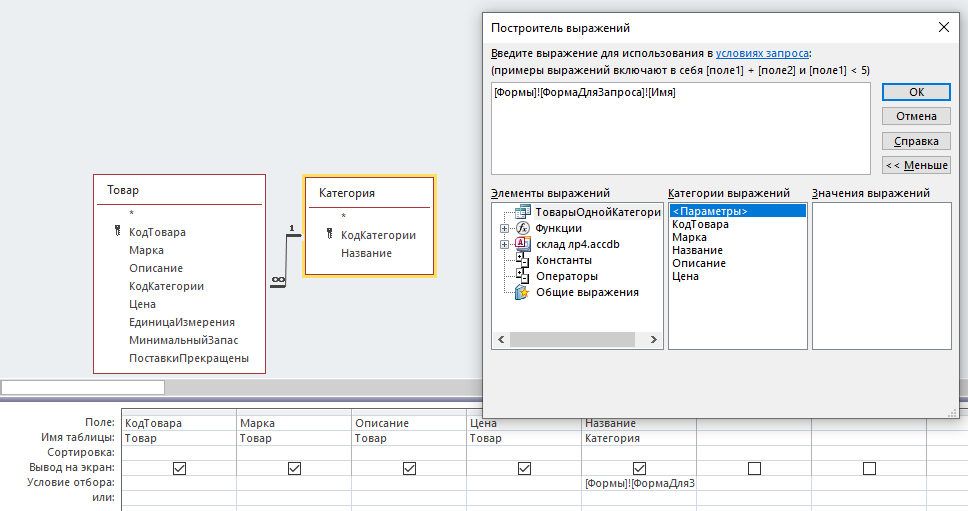 Построитель выражений
Введите выражение для использования в условиях запроса:
(примеры выражений включают в себя [поле1] + [поле2] и [поле1] < 5)
[Формы]![ФормаДляЗапроса]![Имя]
ОК
Отмена
Справка
<< Меньше
Элементы выражений
Категории выражений
Значения выражений
ТоварыОднойКатегори
Функции
склад лр4.accdb
Константы
Операторы
Общие выражения
<Параметры>
КодТовара
Марка
Название
Описание
Цена
Товар
*
КодТовара
Марка
Описание
КодКатегории
Цена
ЕдиницаИзмерения
МинимальныйЗапас
ПоставкиПрекращены
1
∞
Категория
*
КодКатегории
Название
Поле: КодТовара Марка Описание Цена Название
Имя таблицы: Товар Товар Товар Товар Категория
Сортировка:
Вывод на экран:
Условие отбора: [Формы]![ФормаДляЗ
или: